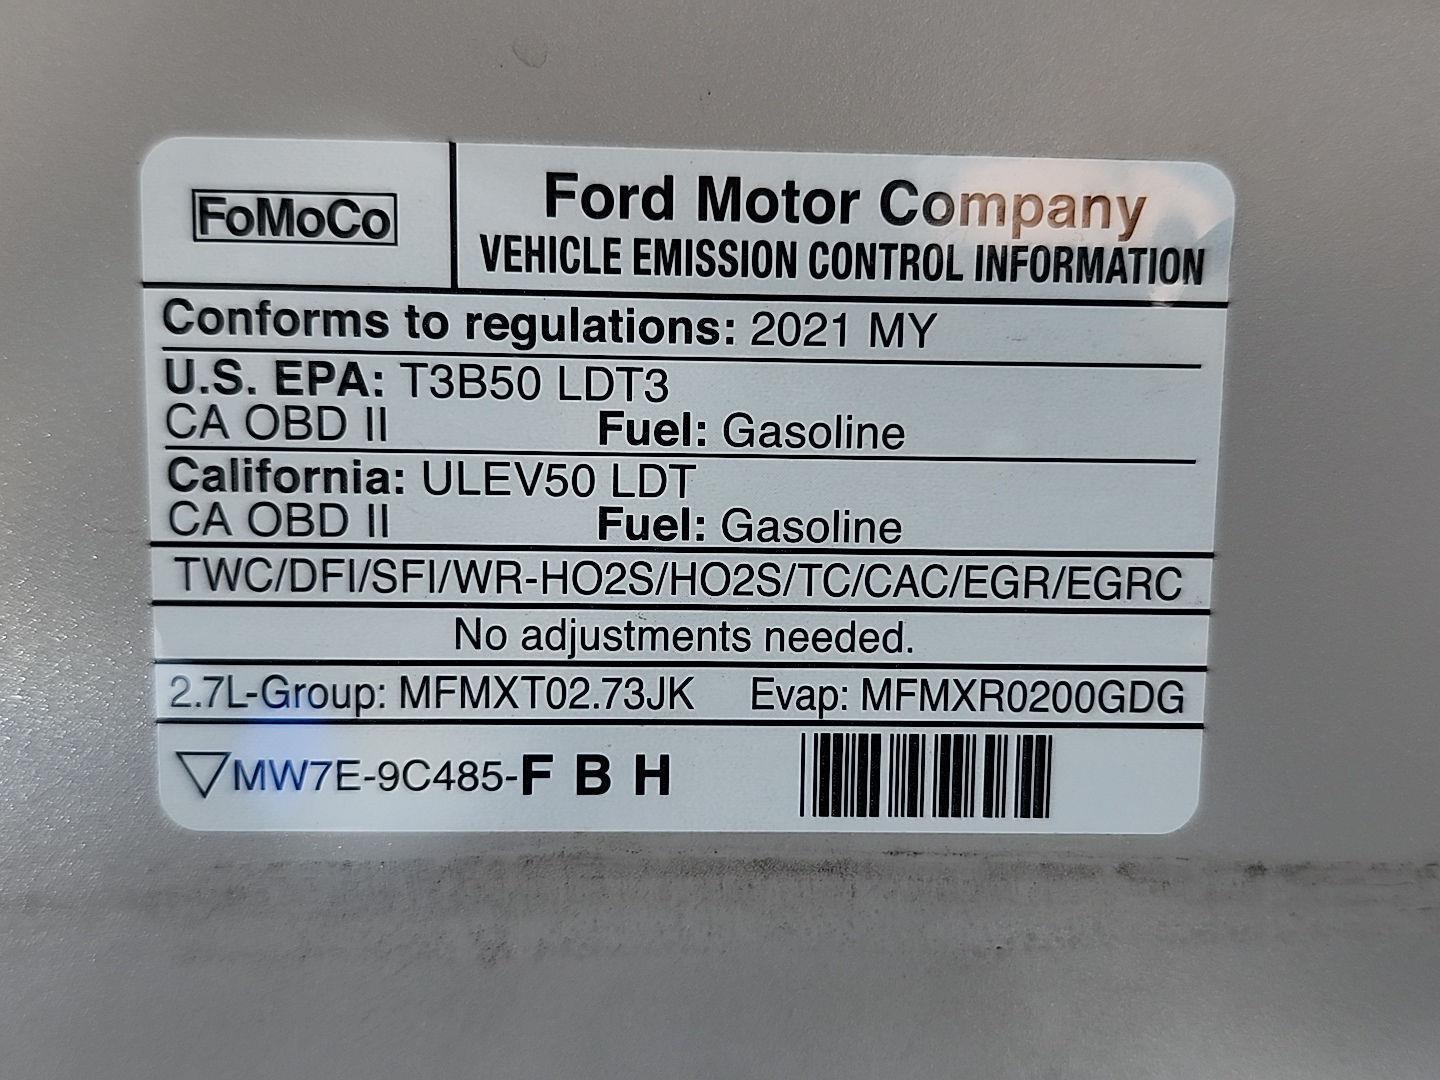 FoMoCo
Ford Motor Company
VEHICLE EMISSION CONTROL INFORMATION
Conforms to regulations: 2021 MY
U.S. EPA: T3B50 LDT3
CA OBD II Fuel: Gasoline
California: ULEV50 LDT
CA OBD II Fuel: Gasoline
TWC/DFI/SFI/WR-HO2S/HO2S/TC/CAC/EGR/EGRC
No adjustments needed.
2.7L-Group: MFMXT02.73JK Evap: MFMXR0200GDG
▽MW7E-9C485-F B H